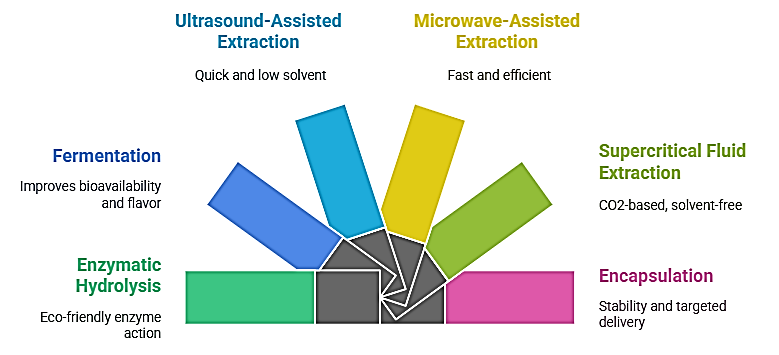 Ultrasound-Assisted
Extraction
Quick and low solvent
Microwave-Assisted
Extraction
Fast and efficient
Fermentation
Improves bioavailability
and flavor
Supercritical Fluid
Extraction
CO2-based, solvent-free
Enzymatic
Hydrolysis
Eco-friendly enzyme
action
Encapsulation
Stability and targeted
delivery